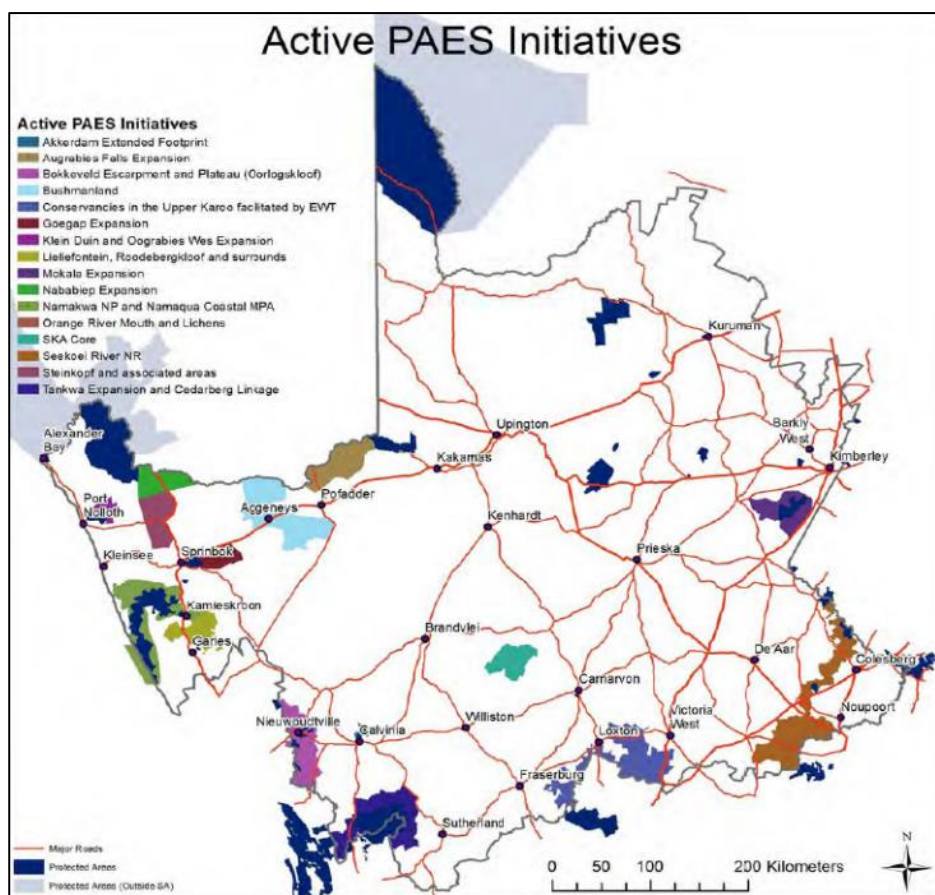 Active PAES Initiatives
Active PAES Initiatives
Akkerdam Extended Footprint
Augrabies Falls Expansion
Bokkeveld Escarpment and Plateau (Oorlogskloof)
Bushmanland
Conservancies in the Upper Karoo facilitated by EWT
Goegap Expansion
Klein Duin and Oograbies Wes Expansion
Lieliefontein, Roodebergkloof and surrounds
Mokala Expansion
Nababiep Expansion
Namakwa NP and Namaqua Coastal MPA
Orange River Mouth and Lichens
SKA Core
Seekoei River NR
Steinkopf and associated areas
Tankwa Expansion and Cedarberg Linkage
Kuruman
Alexander
Bay
Upington
Barkly
West
Kakamas
Kimberley
Port
Nolloth
Aggeneys
Pofadder
Kenhardt
Kleinsee
Sprinbok
Prieska
Kamieskroon
Garies
Brandvlei
De Aar
Colesberg
Carnarvon
Nieuwoudtville
Calvinia
Williston
Loxton
Victoria
West
Noupoort
Fraserburg
Sutherland
Major Roads
Protected Areas
Protected Areas (Outside SA)
0 50 100 200 Kilometers
N